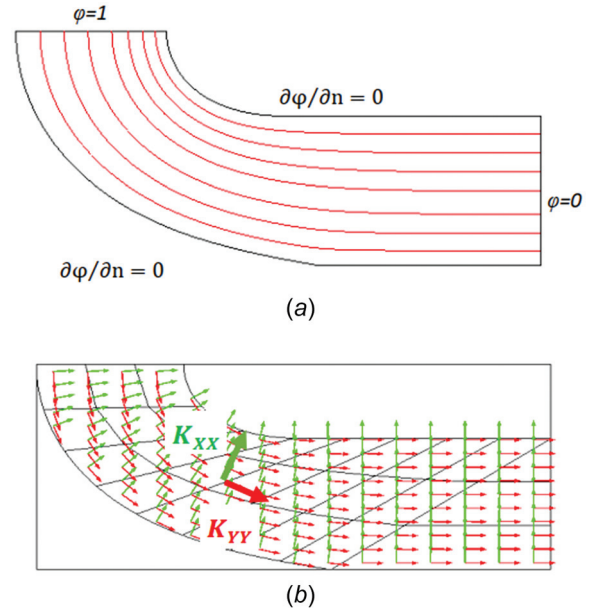 φ=1
∂φ/∂n = 0
φ=0
∂φ/∂n = 0
(a)
K_XX
K_YY
(b)